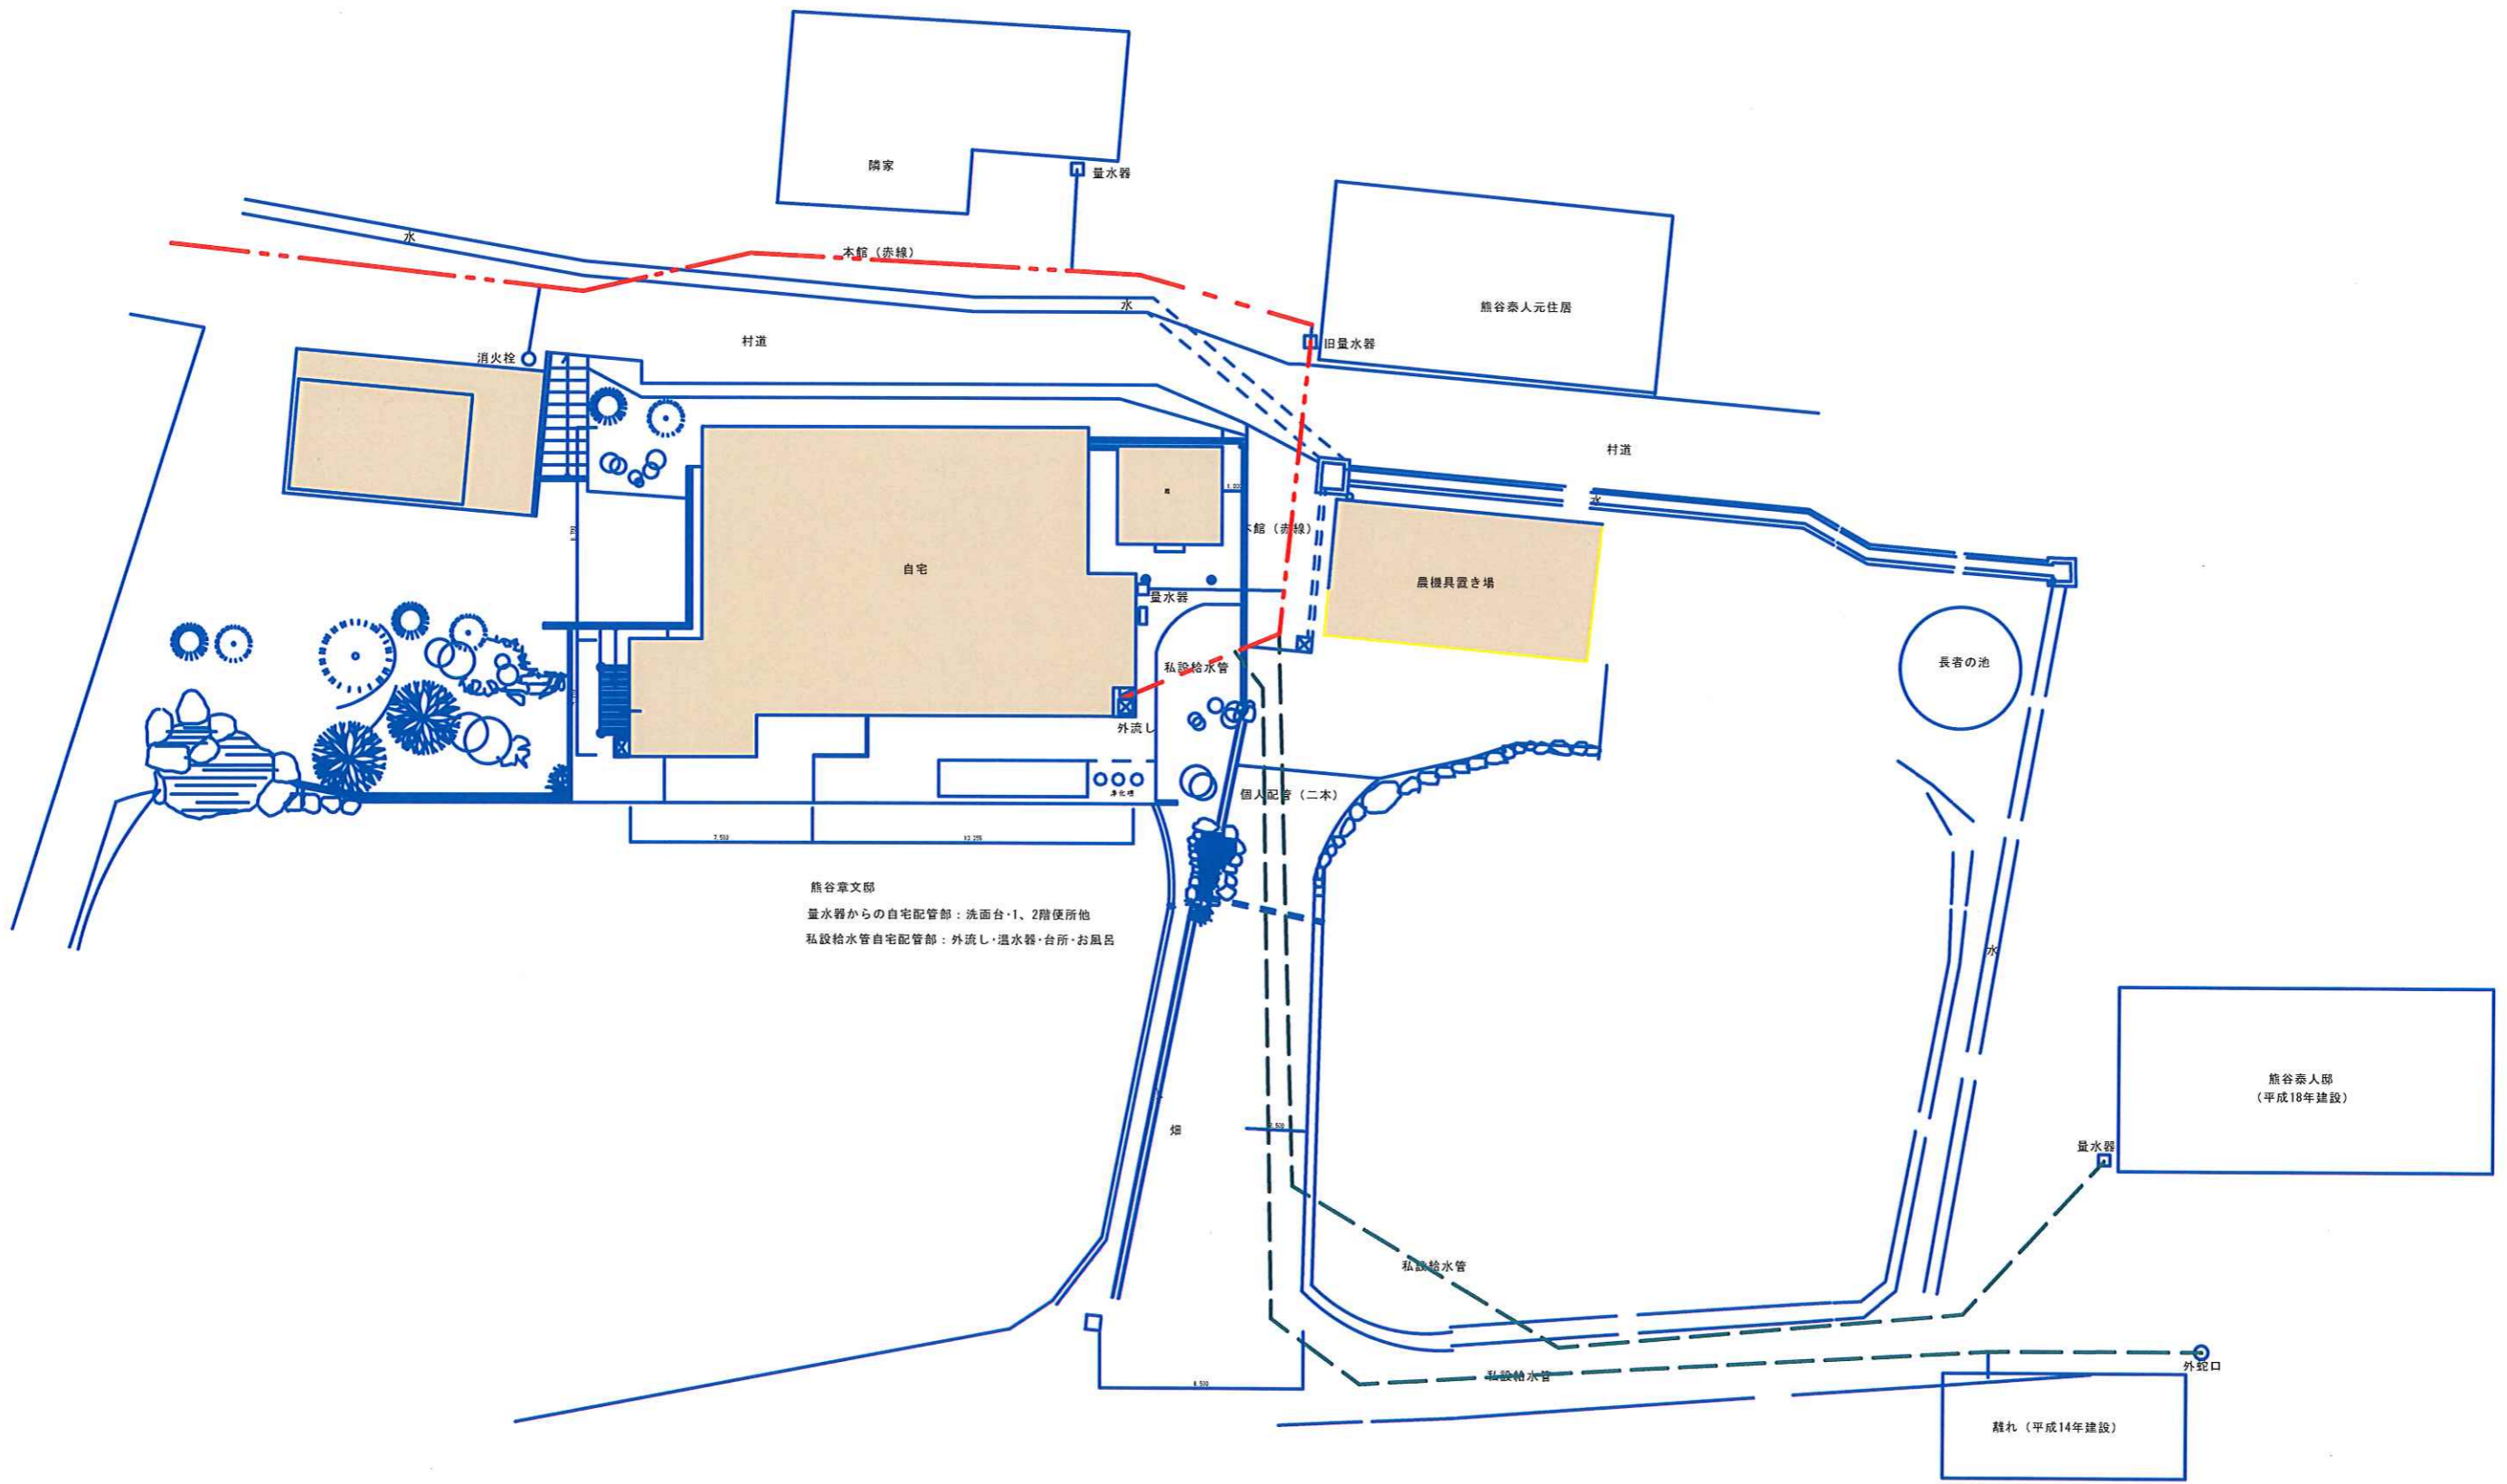 隣家
量水器
水
本館（赤線）
水
熊谷泰人元住居
旧量水器
村道
消火栓
村道
水
本館（赤線）
自宅
農機具置き場
量水器
長者の池
私設給水管
外流し
浄化槽
個人配管（二本）
7,500
熊谷章文邸
量水器からの自宅配管部：洗面台・1、2階便所他
私設給水管自宅配管部：外流し・温水器・台所・お風呂
水
熊谷泰人邸
（平成18年建設）
畑
量水器
私設給水管
外蛇口
私設給水管
離れ（平成14年建設）